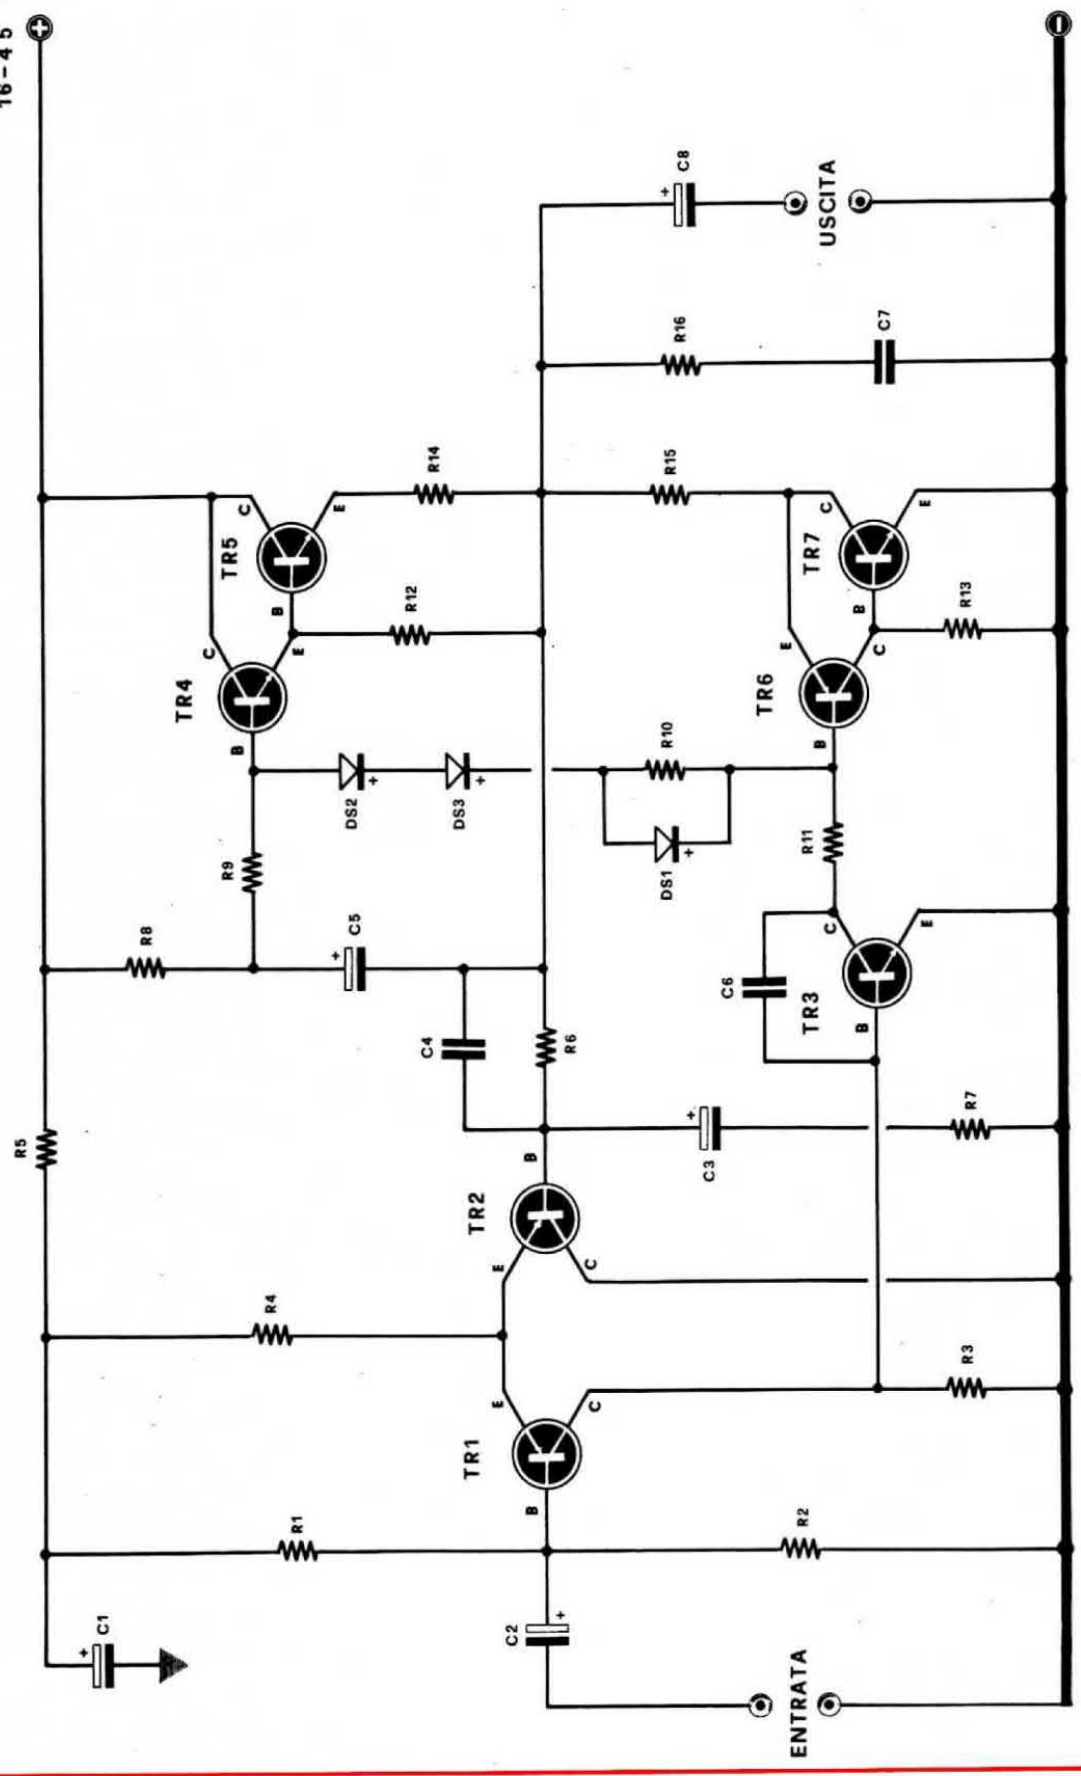 16-45
+
R5
C1
+
R1
R4
R8
R9
TR4
B
C
E
TR5
B
C
E
DS2
+
DS3
+
R12
R14
C5
+
C4
R6
TR1
B
E
C
TR2
E
B
C
C2
+
R2
R3
C3
+
R7
C6
TR3
B
C
E
DS1
+
R10
R11
TR6
B
E
C
TR7
B
C
E
R13
R15
R16
C7
C8
+
ENTRATA
USCITA
-